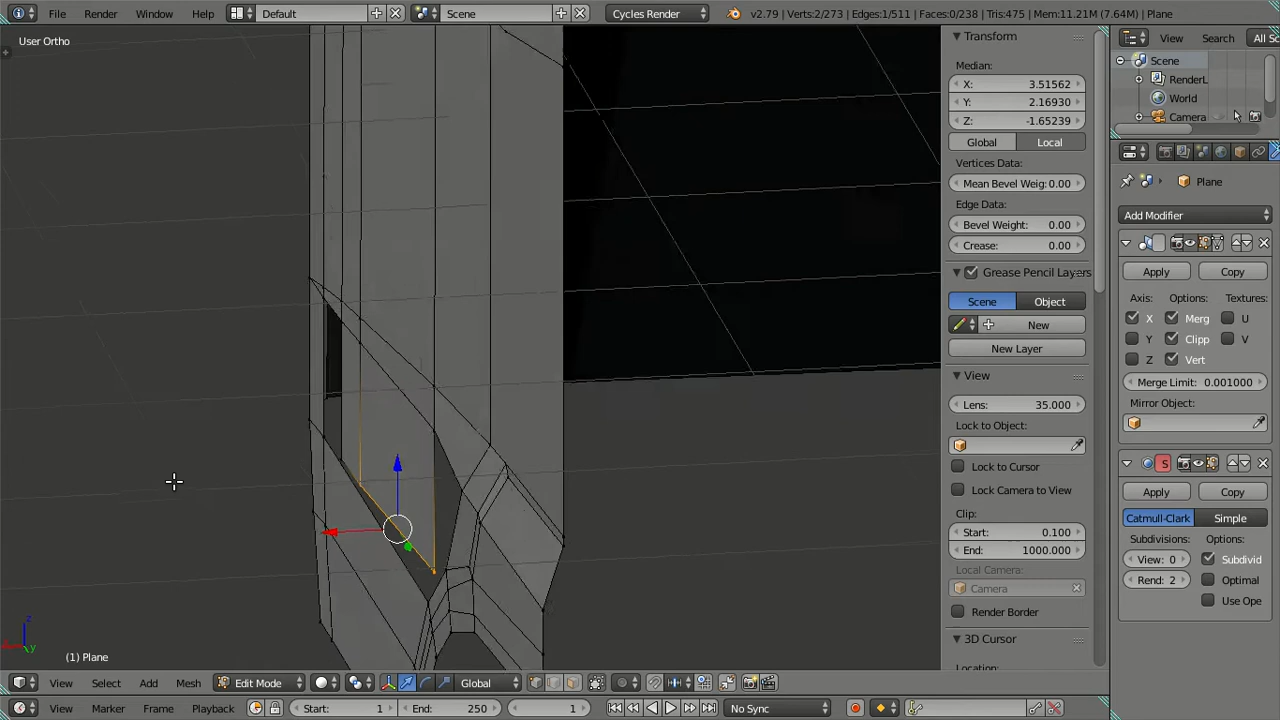 File Render Window Help Default Scene Cycles Render v2.79 | Verts:2/273 | Edges:1/511 | Faces:0/238 | Tris:475 | Mem:11.21M (7.64M) | Plane
User Ortho
Transform
Median:
X: 3.51562
Y: 2.16930
Z: -1.65239
Global Local
Vertices Data:
Mean Bevel Weig: 0.00
Edge Data:
Bevel Weight: 0.00
Crease: 0.00
Grease Pencil Layers
Scene Object
New
New Layer
View
Lens: 35.000
Lock to Object:
Lock to Cursor
Lock Camera to View
Clip:
Start: 0.100
End: 1000.000
Local Camera:
Camera
Render Border
3D Cursor
Location:
View Search All Sc
Scene
RenderL
World
Camera
Plane
Add Modifier
Apply Copy
Axis: Options: Textures:
X Merg U
Y Clipp V
Z Vert
Merge Limit: 0.001000
Mirror Object:
S
Apply Copy
Catmull-Clark Simple
Subdivisions: Options:
View: 0 Subdivid
Rend: 2 Optimal
Use Ope
(1) Plane
View Select Add Mesh Edit Mode Global
View Marker Frame Playback Start: 1 End: 250 1 No Sync